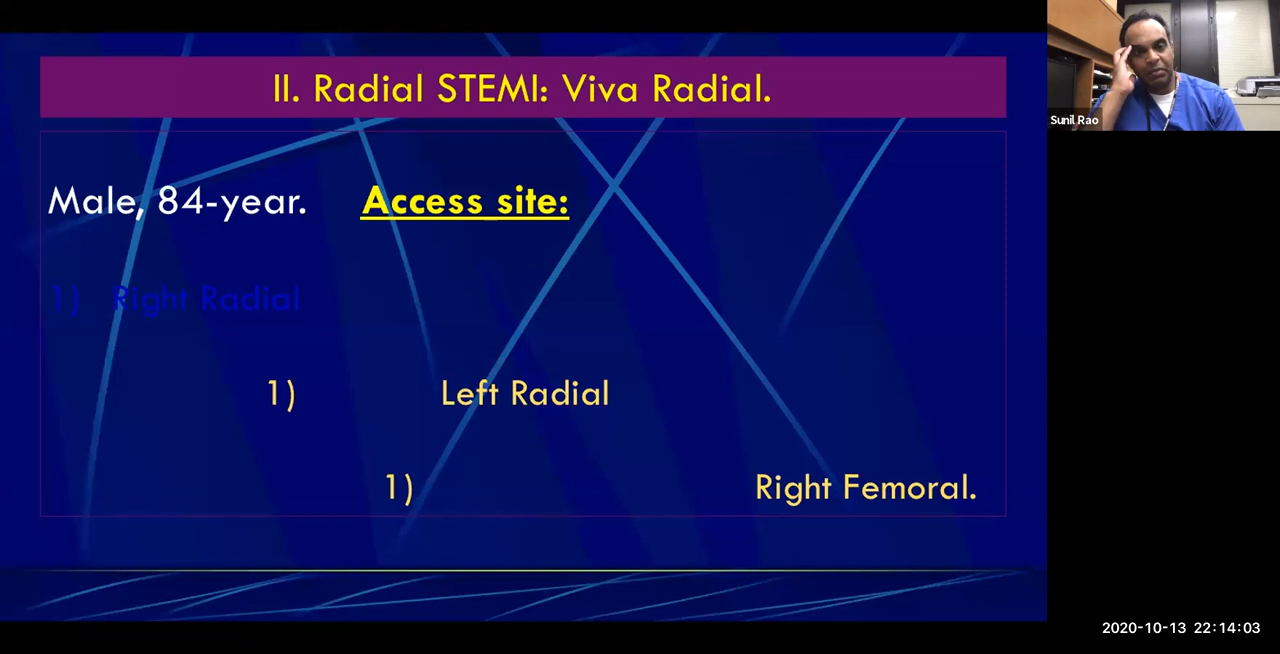 II. Radial STEMI: Viva Radial.
Sunil Rao
Male, 84-year. Access site:
1) Right Radial
1) Left Radial
1) Right Femoral.
2020-10-13 22:14:03